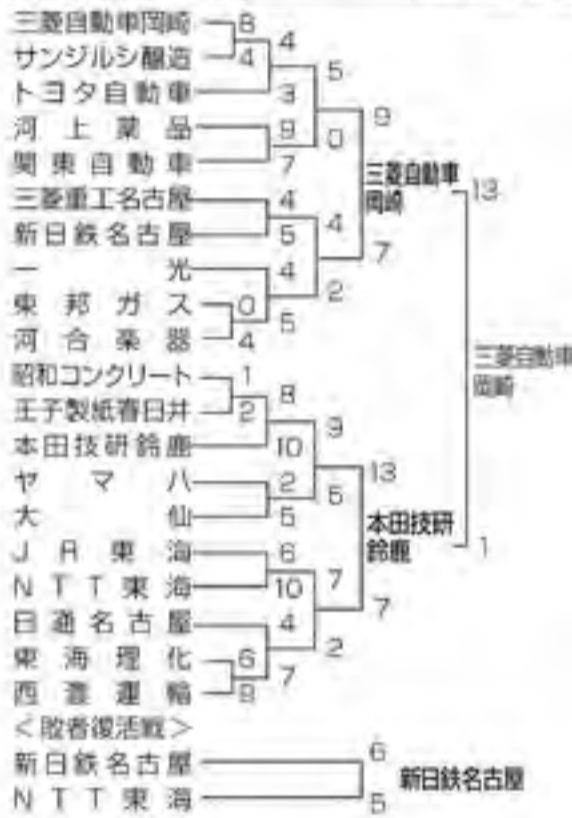 三菱自動車岡崎 8 4 5 9
サンジルシ醸造 4
トヨタ自動車 3
河上薬品 9 0
関東自動車 7
三菱自動車岡崎 13
三菱重工名古屋 4 4
新日鉄名古屋 5 7
一光 4 2
東邦ガス 0 5
河合楽器 4
三菱自動車岡崎
昭和コンクリート 1 8
王子製紙春日井 2 9
本田技研鈴鹿 10 13
ヤマハ 2 5
大仙 5
本田技研鈴鹿 1
JR東海 6 7
NTT東海 10 7
日通名古屋 4 2
東海理化 6 7
西濃運輸 9
<敗者復活戦>
新日鉄名古屋 6 新日鉄名古屋
NTT東海 5